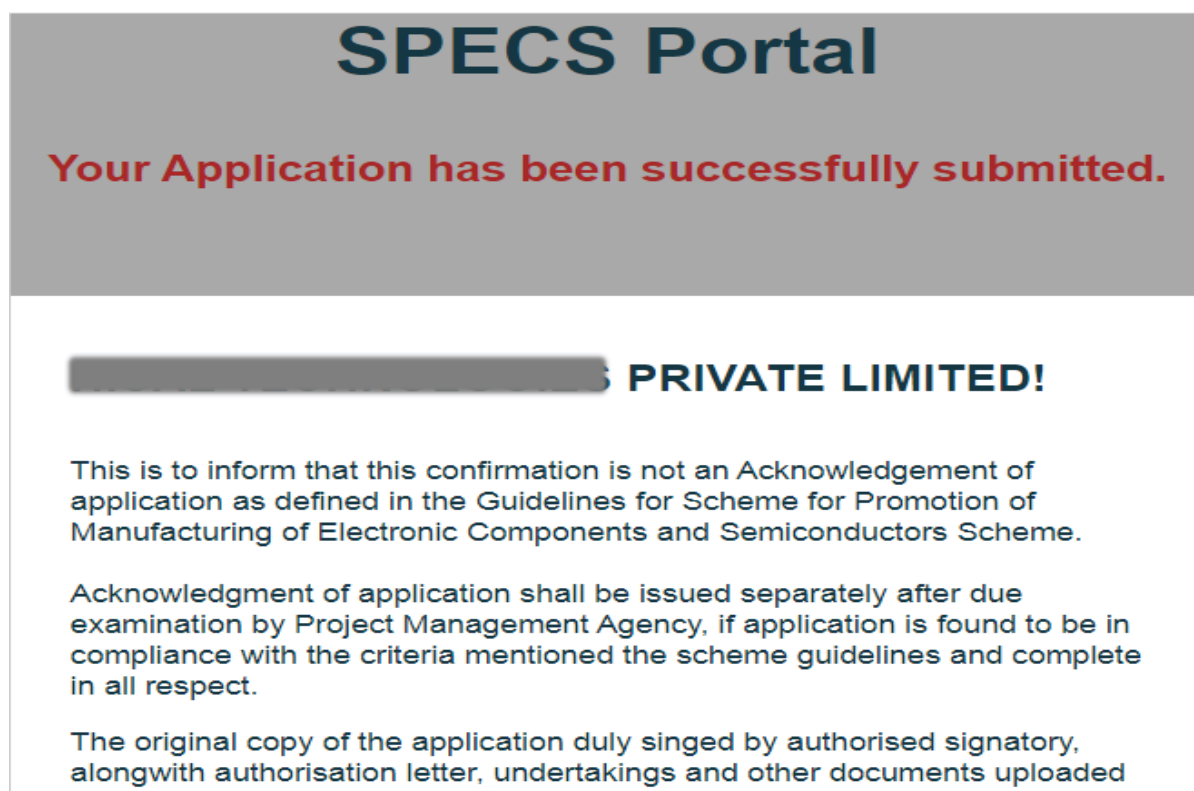 SPECS Portal
Your Application has been successfully submitted.
PRIVATE LIMITED!
This is to inform that this confirmation is not an Acknowledgement of
application as defined in the Guidelines for Scheme for Promotion of
Manufacturing of Electronic Components and Semiconductors Scheme.
Acknowledgment of application shall be issued separately after due
examination by Project Management Agency, if application is found to be in
compliance with the criteria mentioned the scheme guidelines and complete
in all respect.
The original copy of the application duly singed by authorised signatory,
alongwith authorisation letter, undertakings and other documents uploaded